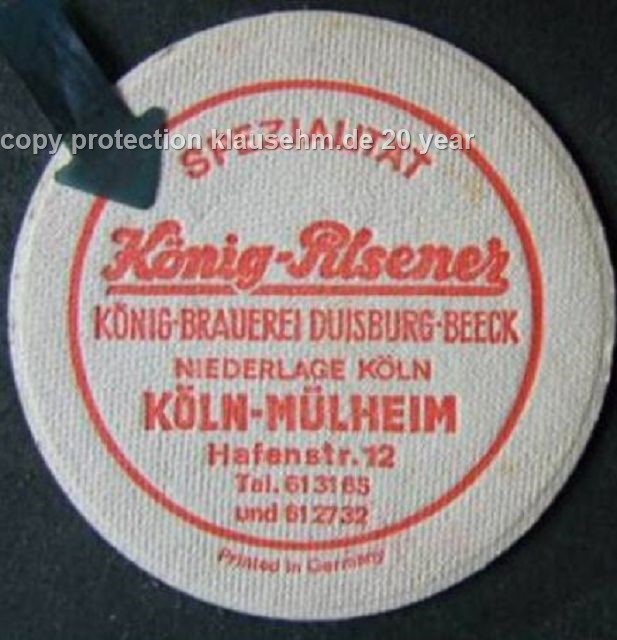 SPEZIALITÄT
copy protection klausehm.de 20 year
König-Pilsener
KÖNIG-BRAUEREI DUISBURG-BEECK
NIEDERLAGE KÖLN
KÖLN-MÜLHEIM
Hafenstr. 12
Tel. 613165
und 612732
Printed in Germany